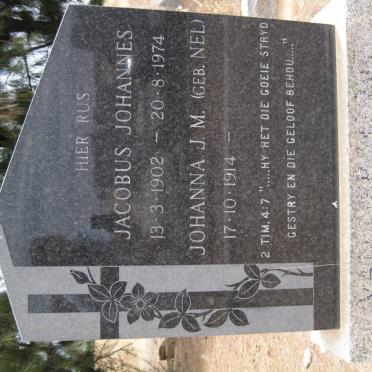 HIER RUS
JACOBUS JOHANNES
13·3·1902 — 20·8·1974
JOHANNA J. M. (GEB. NEL)
17·10·1914 —
2 TIM. 4:7 ".....HY HET DIE GOEIE STRYD
GESTRY EN DIE GELOOF BEHOU....."